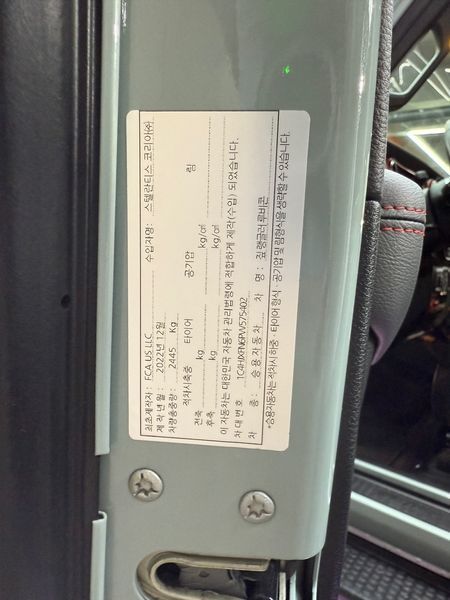 최초제작자: FCA US LLC 수입자명: 스텔란티스 코리아㈜
제작년월: 2022년 12월
차량총중량: 2445 Kg
적차시축중 타이어 공기압 림
전축 kg kg/㎠
후축 kg kg/㎠
이 자동차는 대한민국 자동차 관리법령에 적합하게 제작(수입) 되었습니다.
차대번호: 1C4HJXFN6PW575402
차 종: 승용자동차 차 명: 짚랭글러루비콘
*승용자동차는 적차시 하중·타이어 형식·공기압 및 림형식을 생략할 수 있습니다.